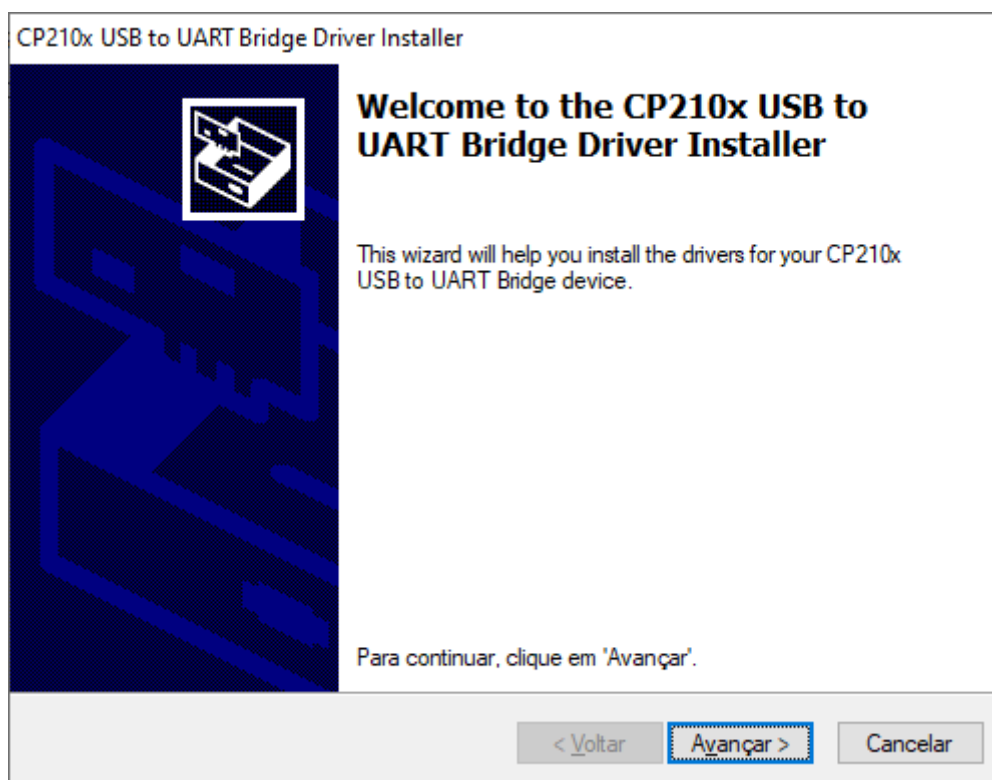 CP210x USB to UART Bridge Driver Installer
Welcome to the CP210x USB to
UART Bridge Driver Installer
This wizard will help you install the drivers for your CP210x
USB to UART Bridge device.
Para continuar, clique em 'Avançar'.
< Voltar
Avançar >
Cancelar